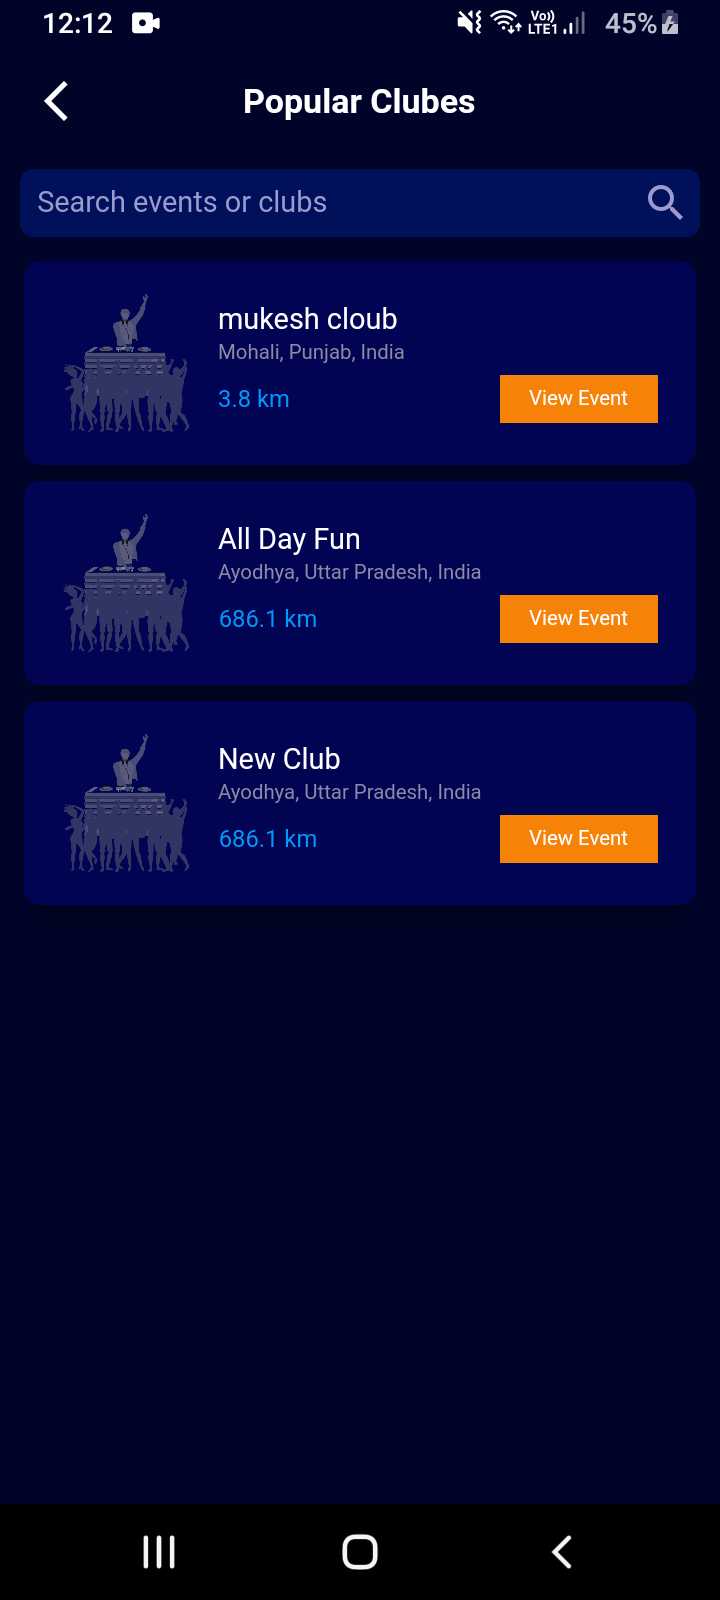 12:12
Vo)) LTE1 45%
Popular Clubes
Search events or clubs
mukesh cloub
Mohali, Punjab, India
3.8 km
View Event
All Day Fun
Ayodhya, Uttar Pradesh, India
686.1 km
View Event
New Club
Ayodhya, Uttar Pradesh, India
686.1 km
View Event